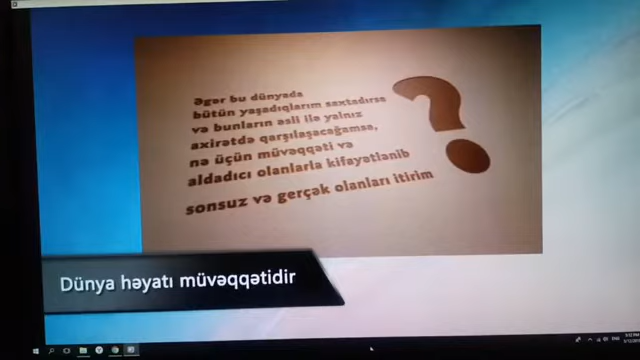 Əgər bu dünyada
bütün yaşadıqlarım saxtadırsa
və bunların əsli ilə yalnız
axirətdə qarşılaşacağamsa,
nə üçün müvəqqəti və
aldadıcı olanlarla kifayətlənib
sonsuz və gerçək olanları itirim
?
Dünya həyatı müvəqqətidir
ENG